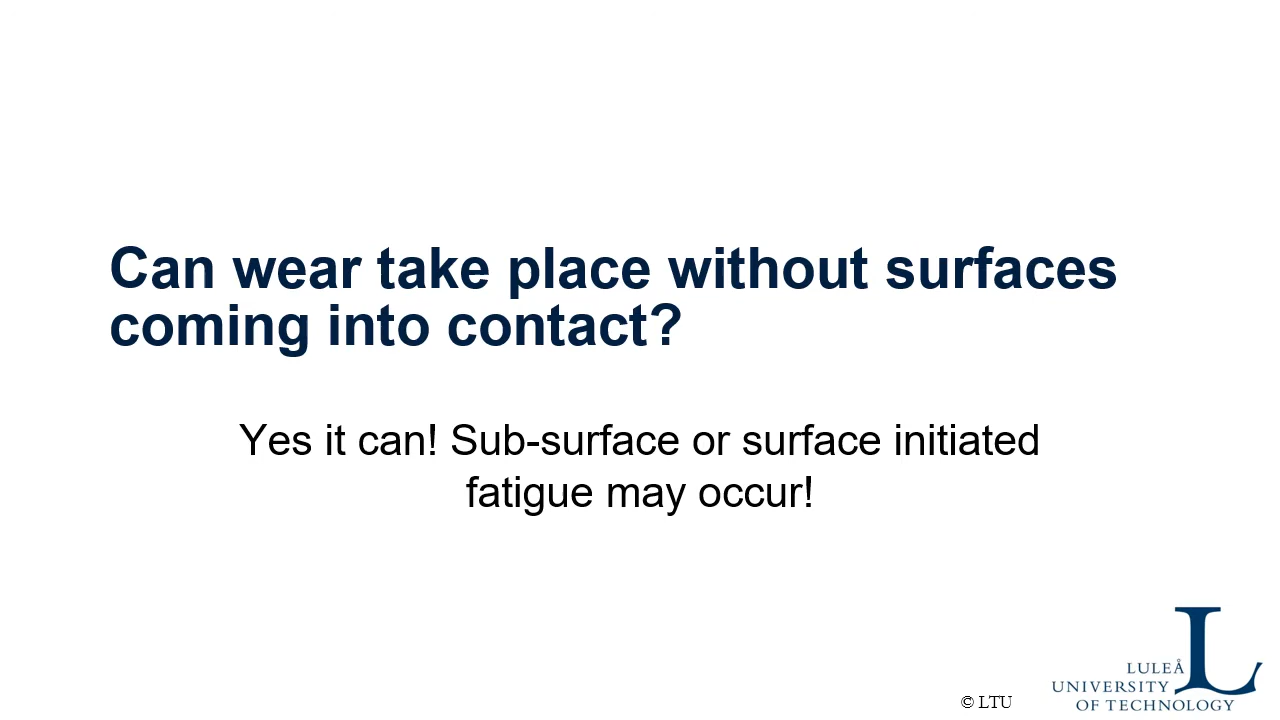 Can wear take place without surfaces
coming into contact?
Yes it can! Sub-surface or surface initiated
fatigue may occur!
© LTU
LULEÅ
UNIVERSITY
OF TECHNOLOGY
L